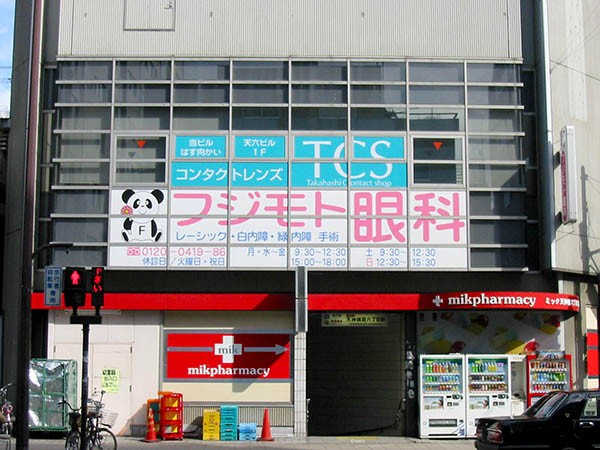 当ビル
はす向かい
天六ビル
1F
TCS
Takahashi Contact shop
コンタクトレンズ
フジモト眼科
F
レーシック・白内障・緑内障 手術
0120-0419-86
休診日/火曜日・祝日
月・水～金 9:30～12:30
15:00～18:00
土 9:30～12:30
日 12:30～15:30
mikpharmacy
mik
mikpharmacy